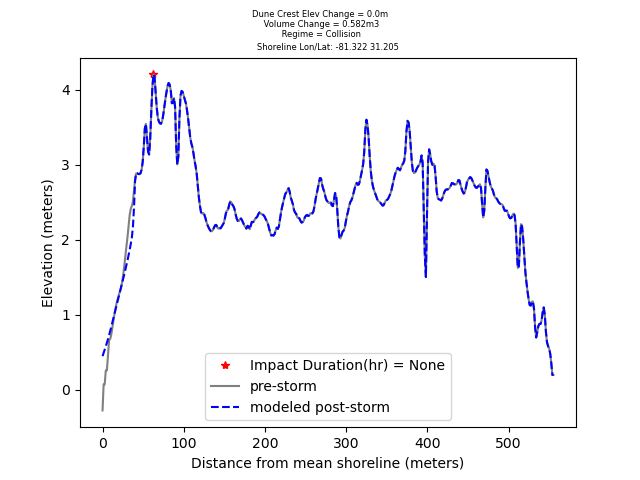 Dune Crest Elev Change = 0.0m
Volume Change = 0.582m3
Regime = Collision
Shoreline Lon/Lat: -81.322 31.205
Elevation (meters)
4
3
2
1
0
Impact Duration(hr) = None
pre-storm
modeled post-storm
0 100 200 300 400 500
Distance from mean shoreline (meters)